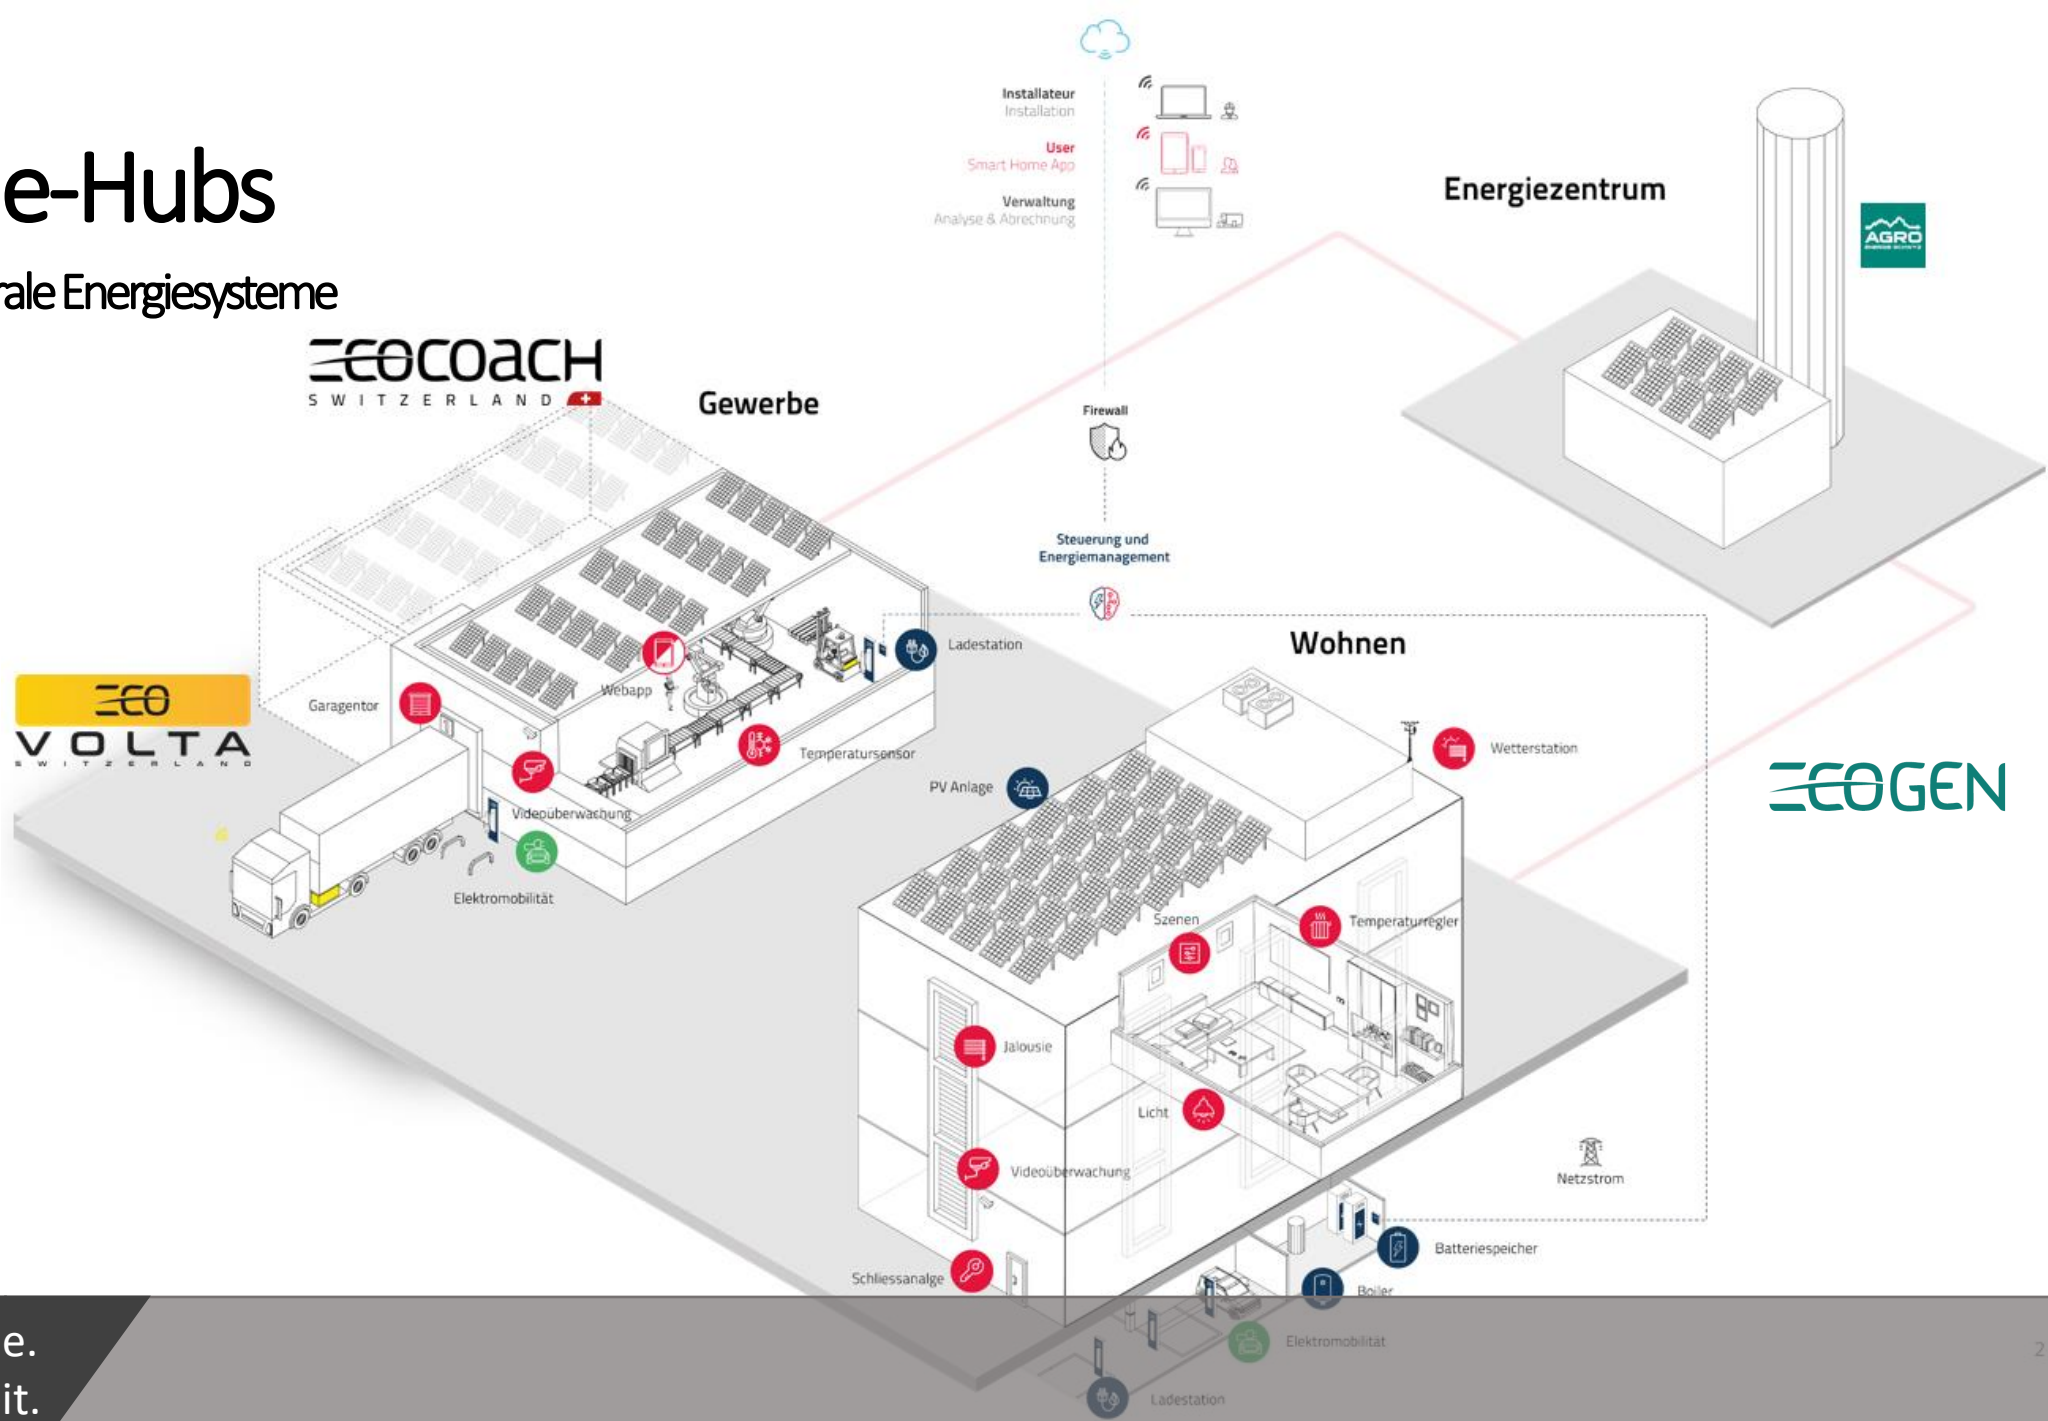 Installateur
Installation
User
Smart Home App
Verwaltung
Analyse & Abrechnung
e-Hubs
rale Energiesysteme
Energiezentrum
AGRO
ECOCOACH
SWITZERLAND
Gewerbe
Firewall
Steuerung und
Energiemanagement
Wohnen
Ladestation
Webapp
Garagentor
ECO
VOLTA
SWITZERLAND
Temperatursensor
Wetterstation
PV Anlage
ECOGEN
Videoüberwachung
Elektromobilität
Szenen
Temperaturregler
Jalousie
Licht
Videoüberwachung
Netzstrom
Batteriespeicher
Schliessanalge
Boiler
Elektromobilität
Ladestation
e.
it.
2